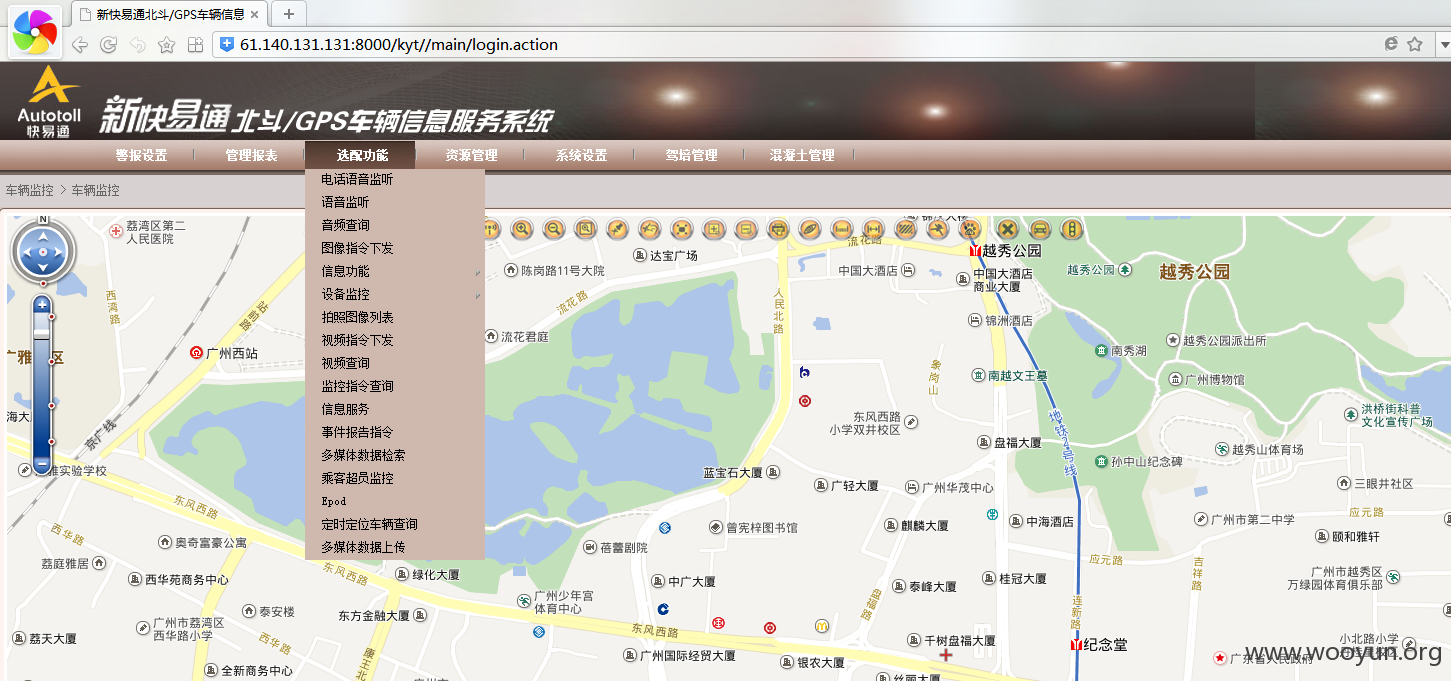 新快易通北斗/GPS车辆信息
61.140.131.131:8000/kyt//main/login.action
Autotoll
快易通
新快易通北斗/GPS车辆信息服务系统
警报设置
管理报表
选配功能
资源管理
系统设置
驾培管理
混凝土管理
车辆监控 > 车辆监控
电话语音监听
语音监听
音频查询
图像指令下发
信息功能
设备监控
拍照图像列表
视频指令下发
视频查询
监控指令查询
信息服务
事件报告指令
多媒体数据检索
乘客超员监控
Epod
定时定位车辆查询
多媒体数据上传
N
荔湾区第二
人民医院
西湾路
站前路
广州西站
京广线
实验学校
东风西路
西华路
奥奇富豪公寓
荔庭雅居
西华苑商务中心
泰安楼
广州市荔湾区
西华路小学
西华路
荔天大厦
全新商务中心
康王北
东风西路
绿化大厦
东方金融大厦
陈岗路11号大院
达宝广场
流花路
流花路
流花君庭
人民北路
中国大酒店
中国大酒店
商业大厦
越秀公园
越秀公园
越秀公园
锦洲酒店
南秀湖
越秀公园派出所
广州博物馆
南越文王墓
象岗山
洪桥街科普
文化宣传广场
东风西路
小学双井校区
盘福大厦
地铁2号线
越秀山体育场
孙中山纪念碑
蓝宝石大厦
广轻大厦
广州华茂中心
三眼井社区
曾宪梓图书馆
麒麟大厦
中海酒店
广州市第二中学
应元路
颐和雅轩
蓓蕾剧院
应元路
吉祥路
中广大厦
泰峰大厦
桂冠大厦
广州市越秀区
万绿园体育俱乐部
广州少年宫
体育中心
盘福路
连新路
东风西路
千树盘福大厦
纪念堂
小北路小学
广州国际经贸大厦
银农大厦
丝丽大厦
广东省人民政府
www.wooyun.org